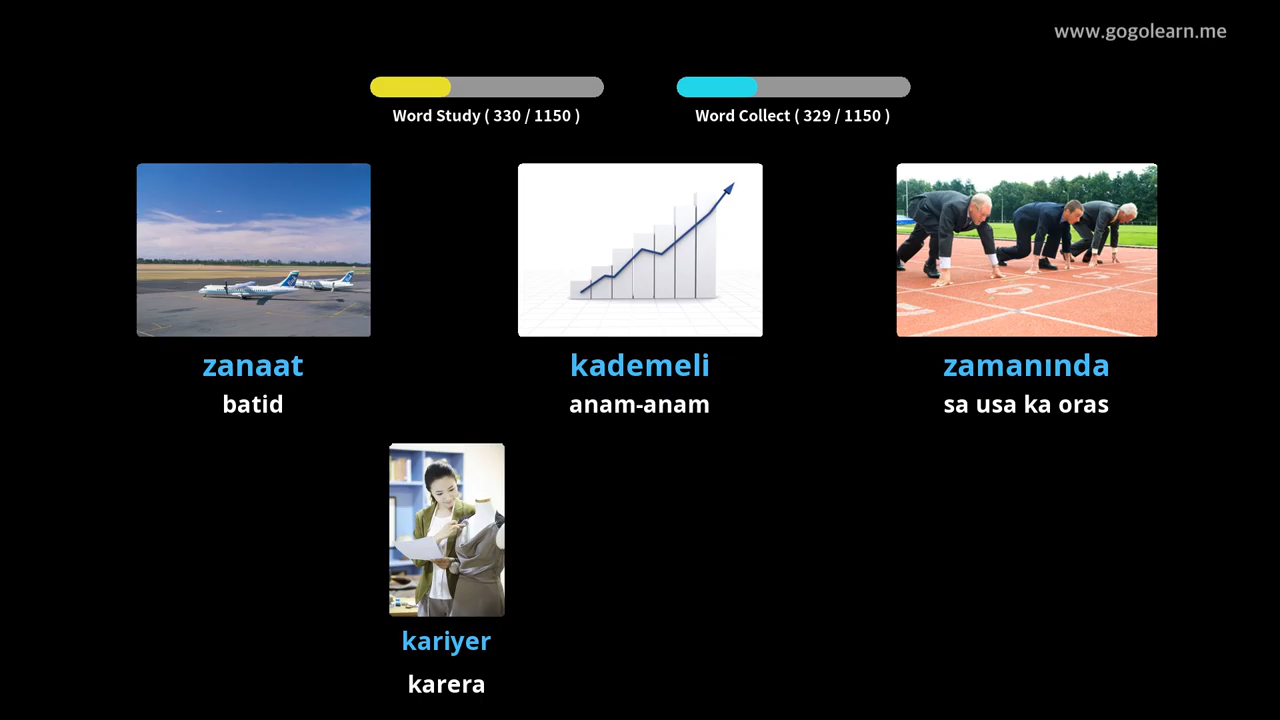 www.gogolearn.me
Word Study ( 330 / 1150 )
Word Collect ( 329 / 1150 )
zanaat
batid
kademeli
anam-anam
zamanında
sa usa ka oras
kariyer
karera